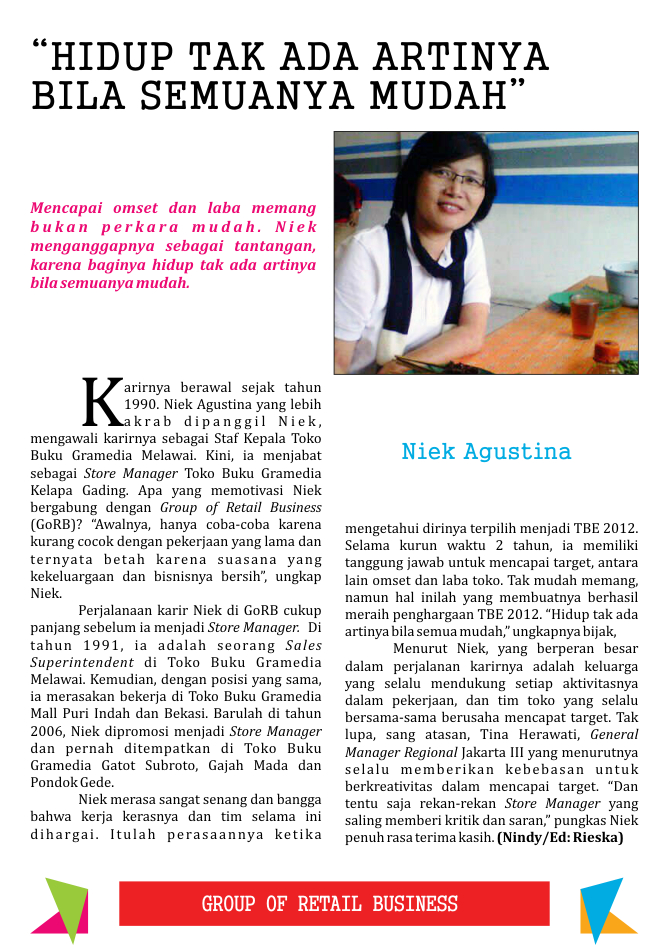 “HIDUP TAK ADA ARTINYA
BILA SEMUANYA MUDAH”
Mencapai omset dan laba memang
bukan perkara mudah. Niek
menganggapnya sebagai tantangan,
karena baginya hidup tak ada artinya
bila semuanya mudah.
Karirnya berawal sejak tahun
1990. Niek Agustina yang lebih
akrab dipanggil Niek,
mengawali karirnya sebagai Staf Kepala Toko
Buku Gramedia Melawai. Kini, ia menjabat
sebagai Store Manager Toko Buku Gramedia
Kelapa Gading. Apa yang memotivasi Niek
bergabung dengan Group of Retail Business
(GoRB)? “Awalnya, hanya coba-coba karena
kurang cocok dengan pekerjaan yang lama dan
ternyata betah karena suasana yang
kekeluargaan dan bisnisnya bersih”, ungkap
Niek.
Perjalanaan karir Niek di GoRB cukup
panjang sebelum ia menjadi Store Manager. Di
tahun 1991, ia adalah seorang Sales
Superintendent di Toko Buku Gramedia
Melawai. Kemudian, dengan posisi yang sama,
ia merasakan bekerja di Toko Buku Gramedia
Mall Puri Indah dan Bekasi. Barulah di tahun
2006, Niek dipromosi menjadi Store Manager
dan pernah ditempatkan di Toko Buku
Gramedia Gatot Subroto, Gajah Mada dan
Pondok Gede.
Niek merasa sangat senang dan bangga
bahwa kerja kerasnya dan tim selama ini
dihargai. Itulah perasaannya ketika
Niek Agustina
mengetahui dirinya terpilih menjadi TBE 2012.
Selama kurun waktu 2 tahun, ia memiliki
tanggung jawab untuk mencapai target, antara
lain omset dan laba toko. Tak mudah memang,
namun hal inilah yang membuatnya berhasil
meraih penghargaan TBE 2012. “Hidup tak ada
artinya bila semua mudah,” ungkapnya bijak,
Menurut Niek, yang berperan besar
dalam perjalanan karirnya adalah keluarga
yang selalu mendukung setiap aktivitasnya
dalam pekerjaan, dan tim toko yang selalu
bersama-sama berusaha mencapat target. Tak
lupa, sang atasan, Tina Herawati, General
Manager Regional Jakarta III yang menurutnya
selalu memberikan kebebasan untuk
berkreativitas dalam mencapai target. “Dan
tentu saja rekan-rekan Store Manager yang
saling memberi kritik dan saran,” pungkas Niek
penuh rasa terima kasih. (Nindy/Ed: Rieska)
GROUP OF RETAIL BUSINESS